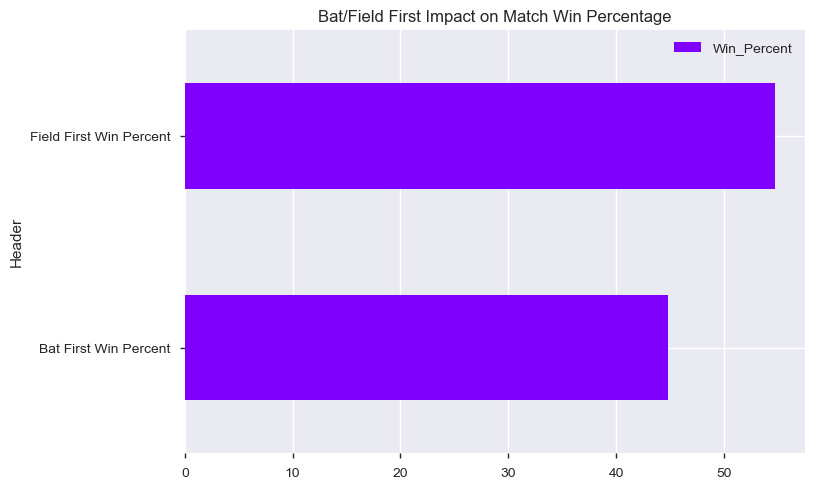 Bat/Field First Impact on Match Win Percentage
Win_Percent
Field First Win Percent
Header
Bat First Win Percent
0 10 20 30 40 50